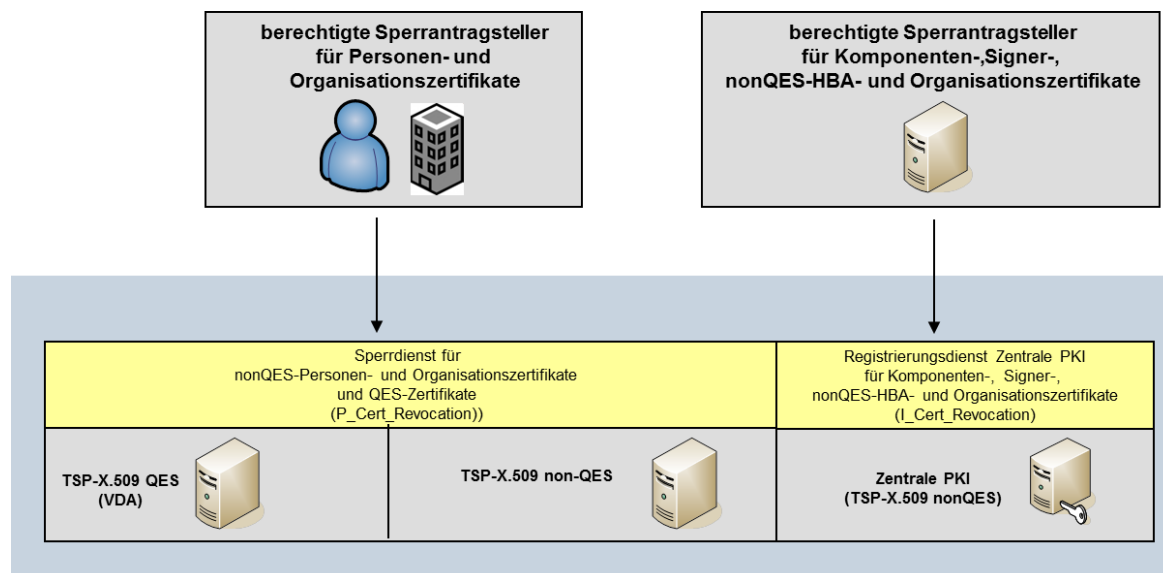 berechtigte Sperrantragsteller
für Personen- und
Organisationszertifikate
berechtigte Sperrantragsteller
für Komponenten-,Signer-,
nonQES-HBA- und Organisationszertifikate
Sperrdienst für
nonQES-Personen- und Organisationszertifikate
und QES-Zertifikate
(P_Cert_Revocation))
Registrierungsdienst Zentrale PKI
für Komponenten-, Signer-,
nonQES-HBA- und Organisationszertifikate
(I_Cert_Revocation)
TSP-X.509 QES
(VDA)
TSP-X.509 non-QES
Zentrale PKI
(TSP-X.509 nonQES)